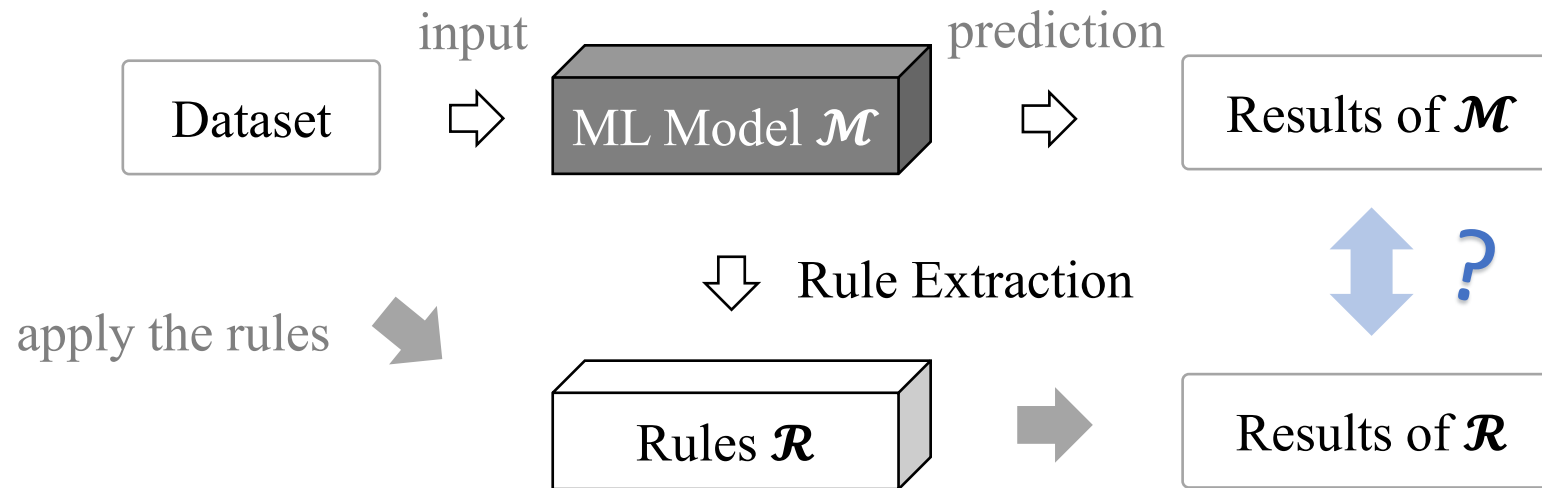 input
prediction
Dataset
ML Model ℳ
Results of ℳ
?
Rule Extraction
apply the rules
Rules ℛ
Results of ℛ